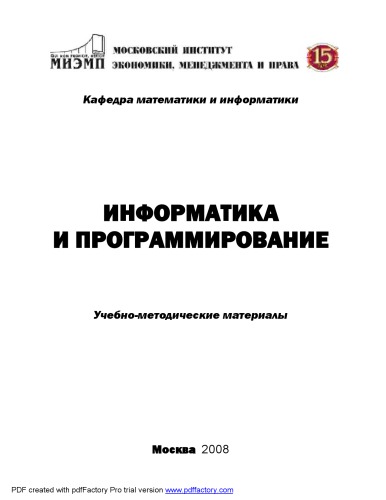 МИЭМП
МОСКОВСКИЙ ИНСТИТУТ
ЭКОНОМИКИ, МЕНЕДЖМЕНТА И ПРАВА
15
Кафедра математики и информатики
ИНФОРМАТИКА
И ПРОГРАММИРОВАНИЕ
Учебно-методические материалы
Москва 2008
PDF created with pdfFactory Pro trial version www.pdffactory.com